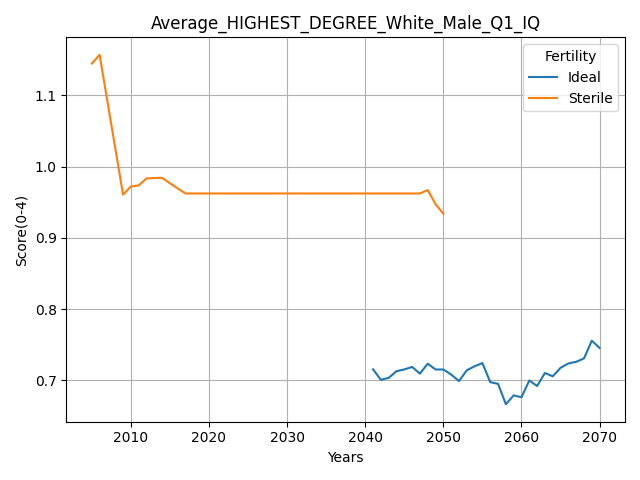 Average_HIGHEST_DEGREE_White_Male_Q1_IQ
Fertility
Ideal
Sterile
Score(0-4)
1.1
1.0
0.9
0.8
0.7
2010 2020 2030 2040 2050 2060 2070
Years